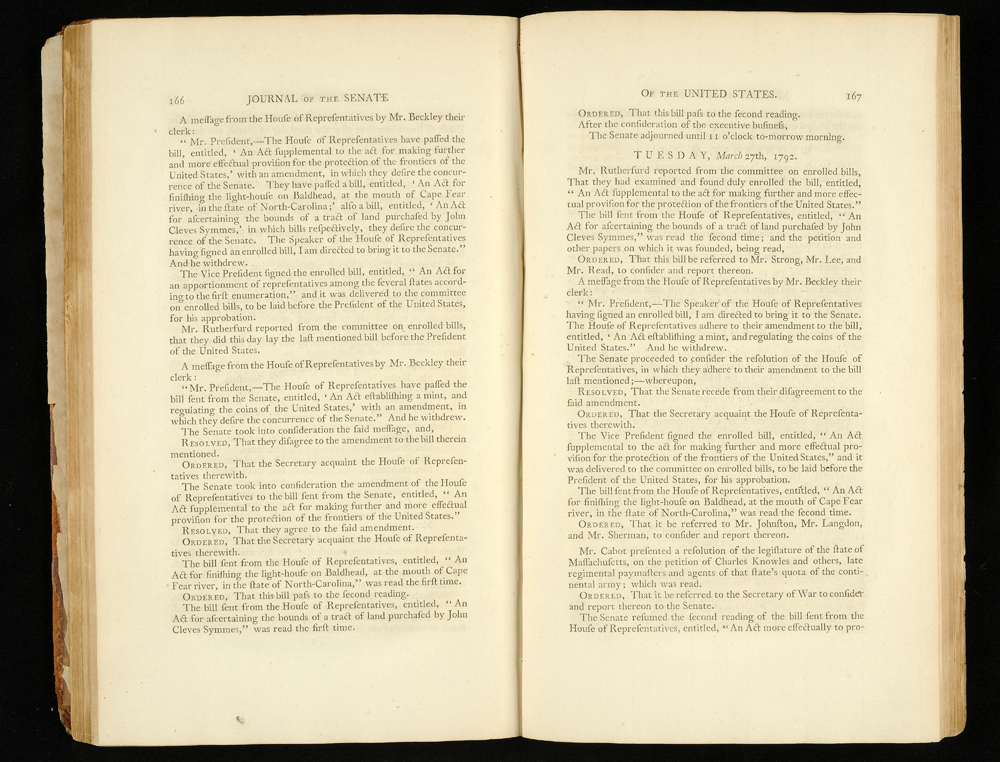 166 JOURNAL OF THE SENATE
A meſſage from the Houſe of Repreſentatives by Mr. Beckley their
clerk:
“ Mr. Preſident,—The Houſe of Repreſentatives have paſſed the
bill, entitled, ‘ An Act ſupplemental to the act for making further
and more effectual proviſion for the protection of the frontiers of the
United States,’ with an amendment, in which they deſire the concur-
rence of the Senate. They have paſſed a bill, entitled, ‘ An Act for
finiſhing the light-houſe on Baldhead, at the mouth of Cape Fear
river, in the ſtate of North-Carolina;’ alſo a bill, entitled, ‘ An Act
for aſcertaining the bounds of a tract of land purchaſed by John
Cleves Symmes,’ in which bills reſpectively, they deſire the concur-
rence of the Senate. The Speaker of the Houſe of Repreſentatives
having ſigned an enrolled bill, I am directed to bring it to the Senate.”
And he withdrew.
The Vice Preſident ſigned the enrolled bill, entitled, “ An Act for
an apportionment of repreſentatives among the ſeveral ſtates accord-
ing to the firſt enumeration,” and it was delivered to the committee
on enrolled bills, to be laid before the Preſident of the United States,
for his approbation.
Mr. Rutherfurd reported from the committee on enrolled bills,
that they did this day lay the laſt mentioned bill before the Preſident
of the United States.
A meſſage from the Houſe of Repreſentatives by Mr. Beckley their
clerk:
“ Mr. Preſident,—The Houſe of Repreſentatives have paſſed the
bill ſent from the Senate, entitled, ‘ An Act eſtabliſhing a mint, and
regulating the coins of the United States,’ with an amendment, in
which they deſire the concurrence of the Senate.” And he withdrew.
The Senate took into conſideration the ſaid meſſage, and,
RESOLVED, That they diſagree to the amendment to the bill therein
mentioned.
ORDERED, That the Secretary acquaint the Houſe of Repreſen-
tatives therewith.
The Senate took into conſideration the amendment of the Houſe
of Repreſentatives to the bill ſent from the Senate, entitled, “ An
Act ſupplemental to the act for making further and more effectual
proviſion for the protection of the frontiers of the United States.”
RESOLVED, That they agree to the ſaid amendment.
ORDERED, That the Secretary acquaint the Houſe of Repreſenta-
tives therewith.
The bill ſent from the Houſe of Repreſentatives, entitled, “ An
Act for finiſhing the light-houſe on Baldhead, at the mouth of Cape
Fear river, in the ſtate of North-Carolina,” was read the firſt time.
ORDERED, That this bill paſs to the ſecond reading.
The bill ſent from the Houſe of Repreſentatives, entitled, “ An
Act for aſcertaining the bounds of a tract of land purchaſed by John
Cleves Symmes,” was read the firſt time.
OF THE UNITED STATES. 167
ORDERED, That this bill paſs to the ſecond reading.
After the conſideration of the executive buſineſs,
The Senate adjourned until 11 o’clock to-morrow morning.
TUESDAY, March 27th, 1792.
Mr. Rutherfurd reported from the committee on enrolled bills,
That they had examined and found duly enrolled the bill, entitled,
“ An Act ſupplemental to the act for making further and more effec-
tual proviſion for the protection of the frontiers of the United States.”
The bill ſent from the Houſe of Repreſentatives, entitled, “ An
Act for aſcertaining the bounds of a tract of land purchaſed by John
Cleves Symmes,” was read the ſecond time; and the petition and
other papers on which it was founded, being read,
ORDERED, That this bill be referred to Mr. Strong, Mr. Lee, and
Mr. Read, to conſider and report thereon.
A meſſage from the Houſe of Repreſentatives by Mr. Beckley their
clerk:
“ Mr. Preſident,—The Speaker of the Houſe of Repreſentatives
having ſigned an enrolled bill, I am directed to bring it to the Senate.
The Houſe of Repreſentatives adhere to their amendment to the bill,
entitled, ‘ An Act eſtabliſhing a mint, and regulating the coins of the
United States.” And he withdrew.
The Senate proceeded to conſider the reſolution of the Houſe of
Repreſentatives, in which they adhere to their amendment to the bill
laſt mentioned;—whereupon,
RESOLVED, That the Senate recede from their diſagreement to the
ſaid amendment.
ORDERED, That the Secretary acquaint the Houſe of Repreſenta-
tives therewith.
The Vice Preſident ſigned the enrolled bill, entitled, “ An Act
ſupplemental to the act for making further and more effectual pro-
viſion for the protection of the frontiers of the United States,” and it
was delivered to the committee on enrolled bills, to be laid before the
Preſident of the United States, for his approbation.
The bill ſent from the Houſe of Repreſentatives, entitled, “ An Act
for finiſhing the light-houſe on Baldhead, at the mouth of Cape Fear
river, in the ſtate of North-Carolina,” was read the ſecond time.
ORDERED, That it be referred to Mr. Johnſton, Mr. Langdon,
and Mr. Sherman, to conſider and report thereon.
Mr. Cabot preſented a reſolution of the legiſlature of the ſtate of
Maſſachuſetts, on the petition of Charles Knowles and others, late
regimental paymaſters and agents of that ſtate’s quota of the conti-
nental army; which was read.
ORDERED, That it be referred to the Secretary of War to conſider
and report thereon to the Senate.
The Senate reſumed the ſecond reading of the bill ſent from the
Houſe of Repreſentatives, entitled, “ An Act more effectually to pro-